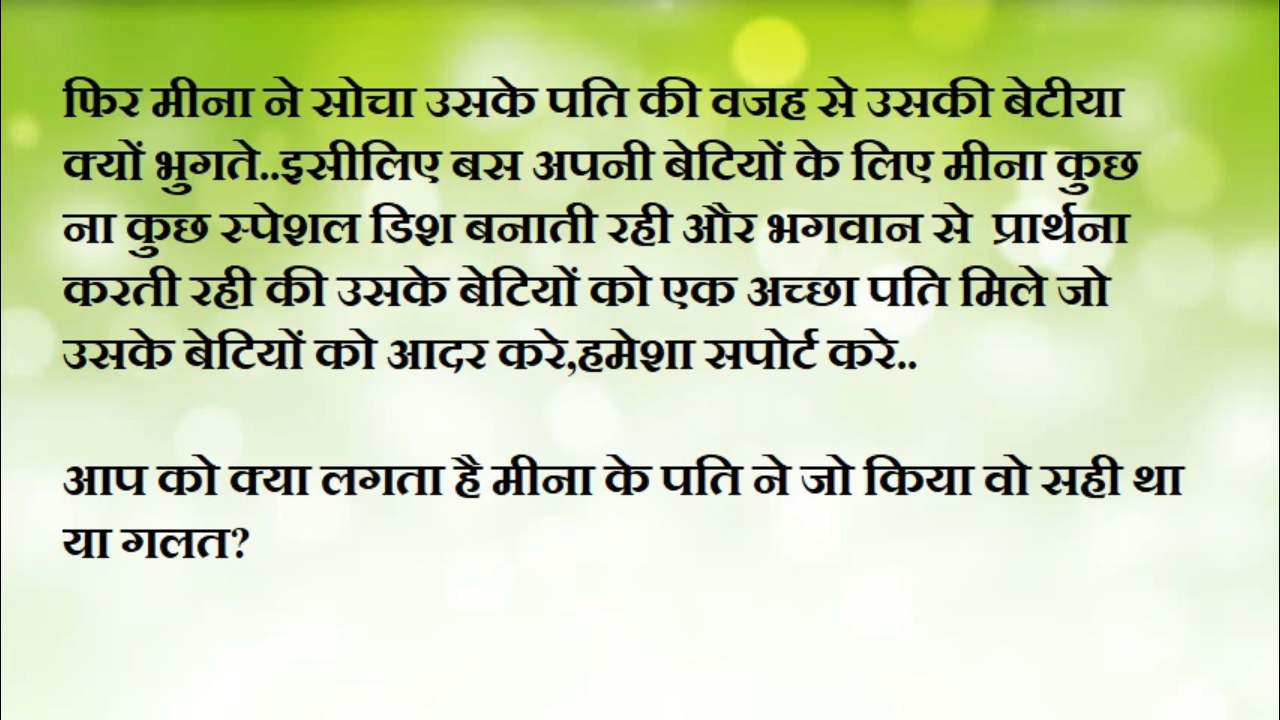 फिर मीना ने सोचा उसके पति की वजह से उसकी बेटीया
क्यों भुगते..इसीलिए बस अपनी बेटियों के लिए मीना कुछ
ना कुछ स्पेशल डिश बनाती रही और भगवान से प्रार्थना
करती रही की उसके बेटियों को एक अच्छा पति मिले जो
उसके बेटियों को आदर करे,हमेशा सपोर्ट करे..
आप को क्या लगता है मीना के पति ने जो किया वो सही था
या गलत?